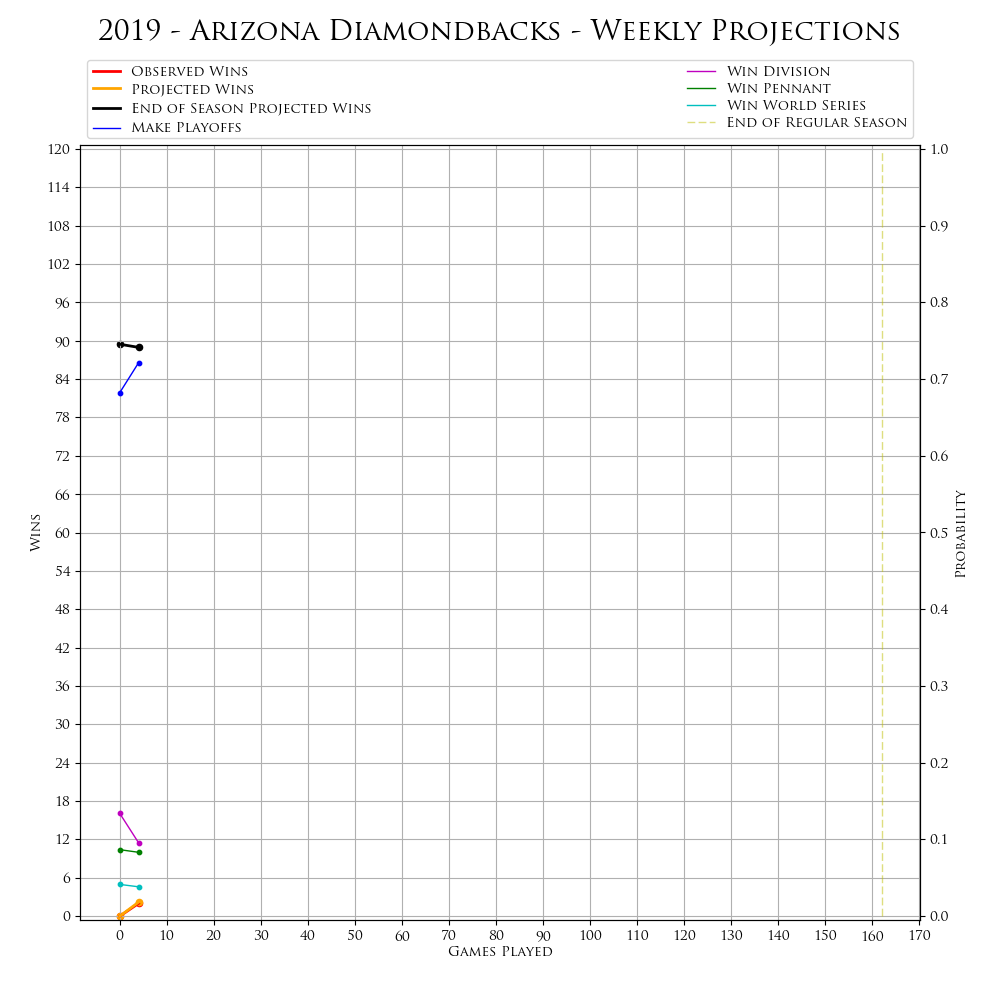 2019 - Arizona Diamondbacks - Weekly Projections
Observed Wins
Projected Wins
End of Season Projected Wins
Make Playoffs
Win Division
Win Pennant
Win World Series
End of Regular Season
120
114
108
102
96
90
84
78
72
66
60
54
48
42
36
30
24
18
12
6
0
Wins
1.0
0.9
0.8
0.7
0.6
0.5
0.4
0.3
0.2
0.1
0.0
Probability
0 10 20 30 40 50 60 70 80 90 100 110 120 130 140 150 160 170
Games Played